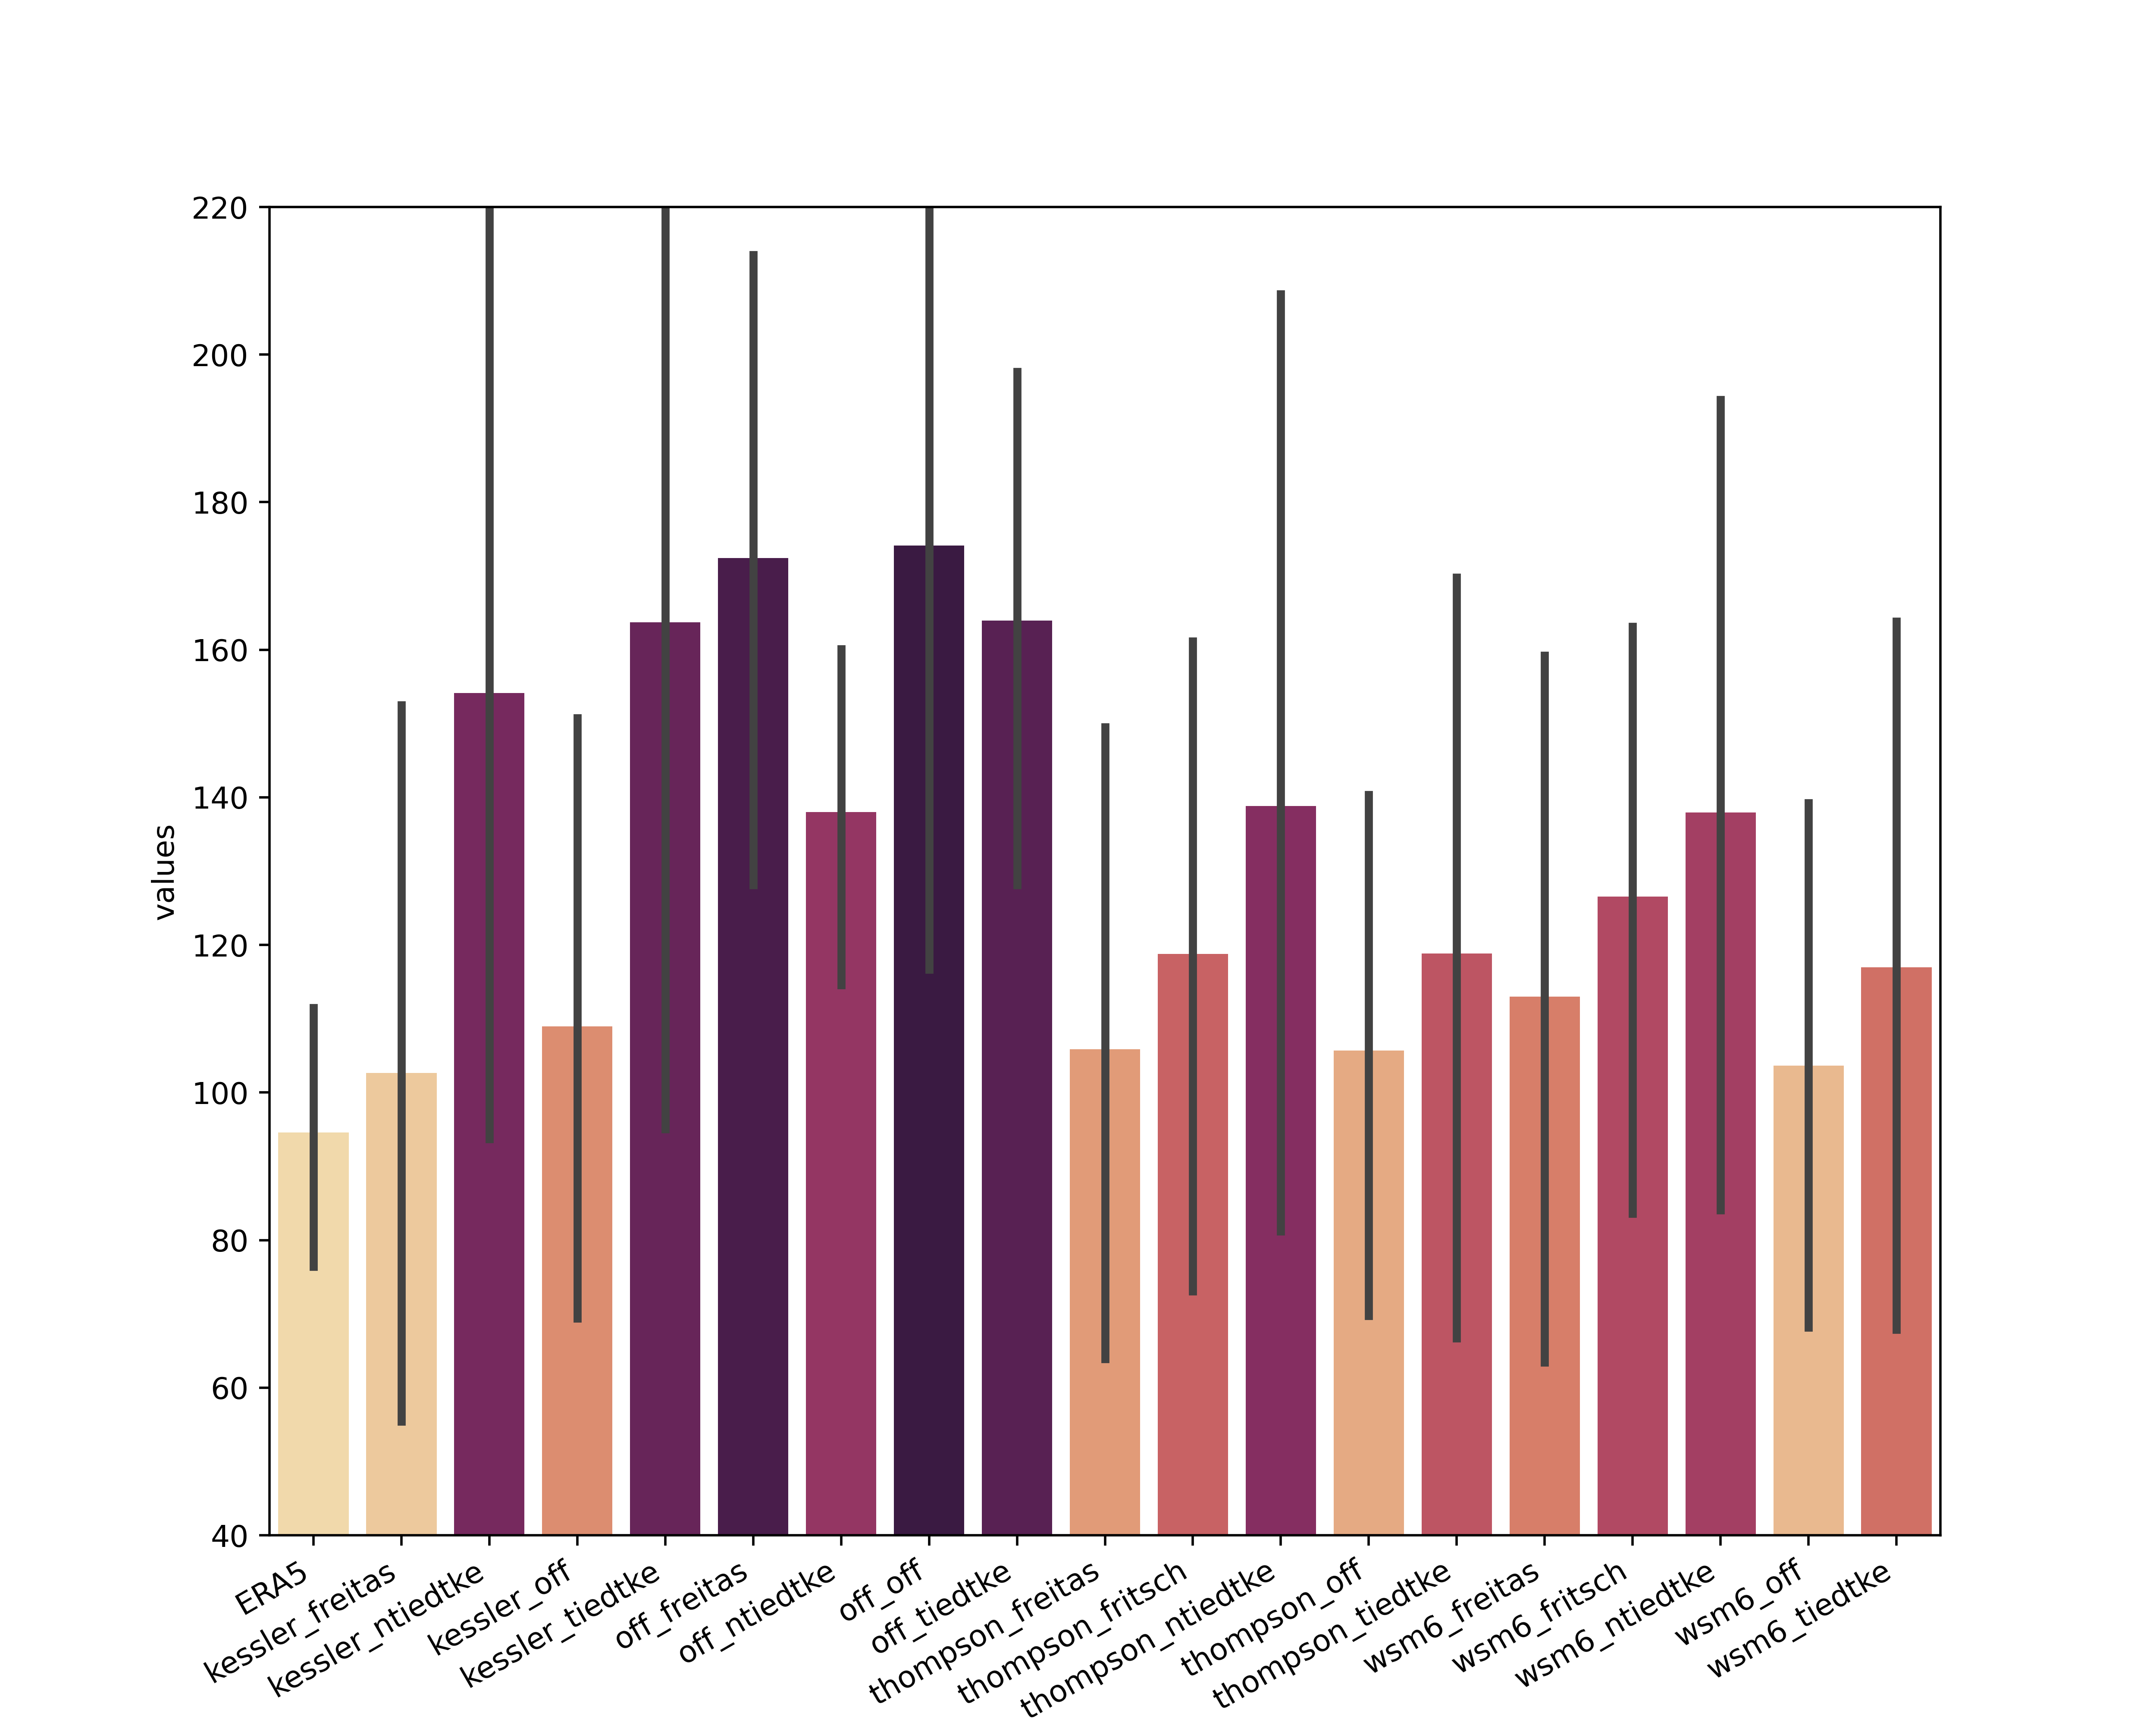 220
200
180
160
140
120
100
80
60
40
values
ERA5
kessler_freitas
kessler_ntiedtke
kessler_off
kessler_tiedtke
off_freitas
off_ntiedtke
off_off
off_tiedtke
thompson_freitas
thompson_fritsch
thompson_ntiedtke
thompson_off
thompson_tiedtke
wsm6_freitas
wsm6_fritsch
wsm6_ntiedtke
wsm6_off
wsm6_tiedtke